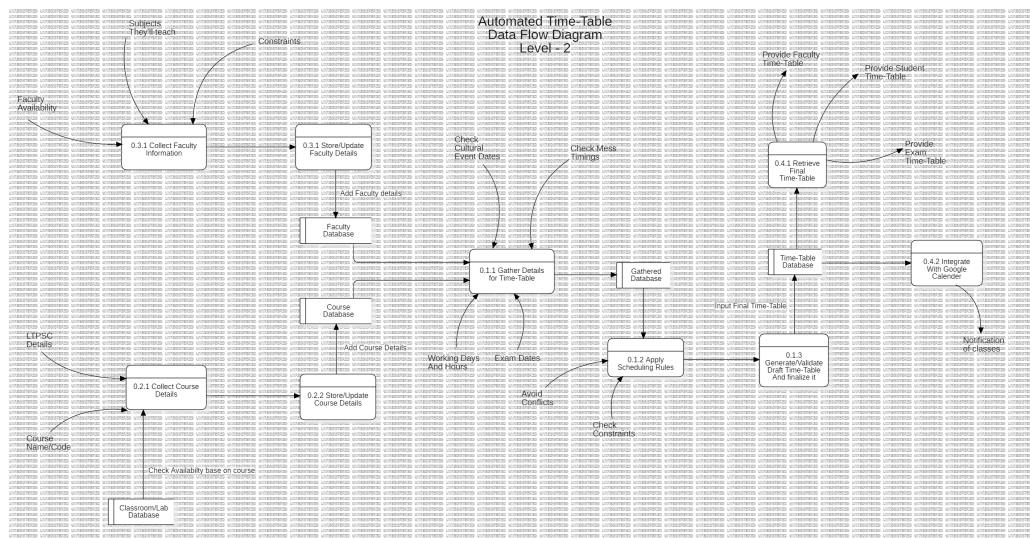 Automated Time-Table
Data Flow Diagram
Level - 2
Subjects
They'll teach
Constraints
Faculty
Availability
0.3.1 Collect Faculty
Information
0.3.1 Store/Update
Faculty Details
Add Faculty details
Faculty
Database
Check
Cultural
Event Dates
Check Mess
Timings
0.1.1 Gather Details
for Time-Table
Gathered
Database
Course
Database
Add Course Details
LTPSC
Details
0.2.1 Collect Course
Details
0.2.2 Store/Update
Course Details
Course
Name/Code
Check Availabilty base on course
Classroom/Lab
Database
Working Days
And Hours
Exam Dates
0.1.2 Apply
Scheduling Rules
Avoid
Conflicts
Check
Constraints
0.1.3
Generate/Validate
Draft Time-Table
And finalize it
Input Final Time-Table
Time-Table
Database
0.4.1 Retrieve
Final
Time-Table
Provide Faculty
Time-Table
Provide Student
Time-Table
Provide
Exam
Time-Table
0.4.2 Integrate
With Google
Calender
Notification
of classes